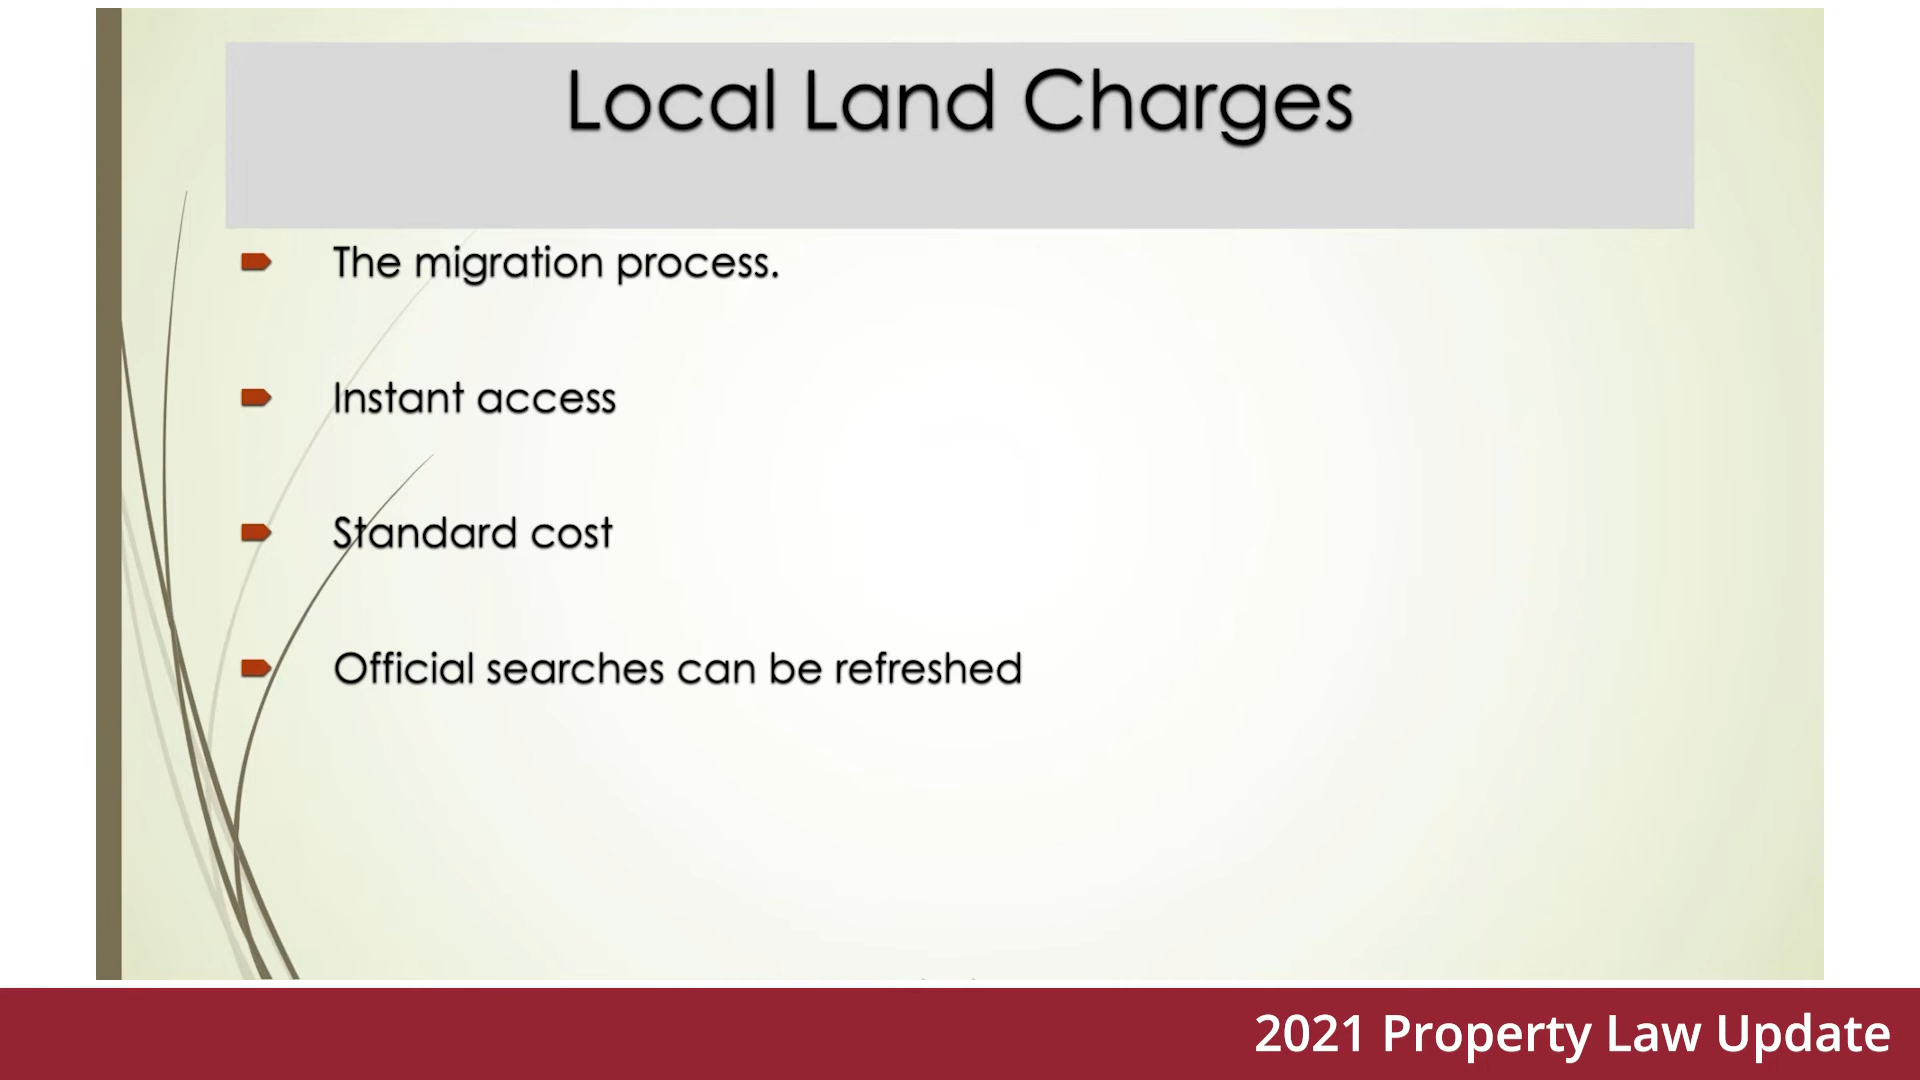 Local Land Charges
The migration process.
Instant access
Standard cost
Official searches can be refreshed
2021 Property Law Update